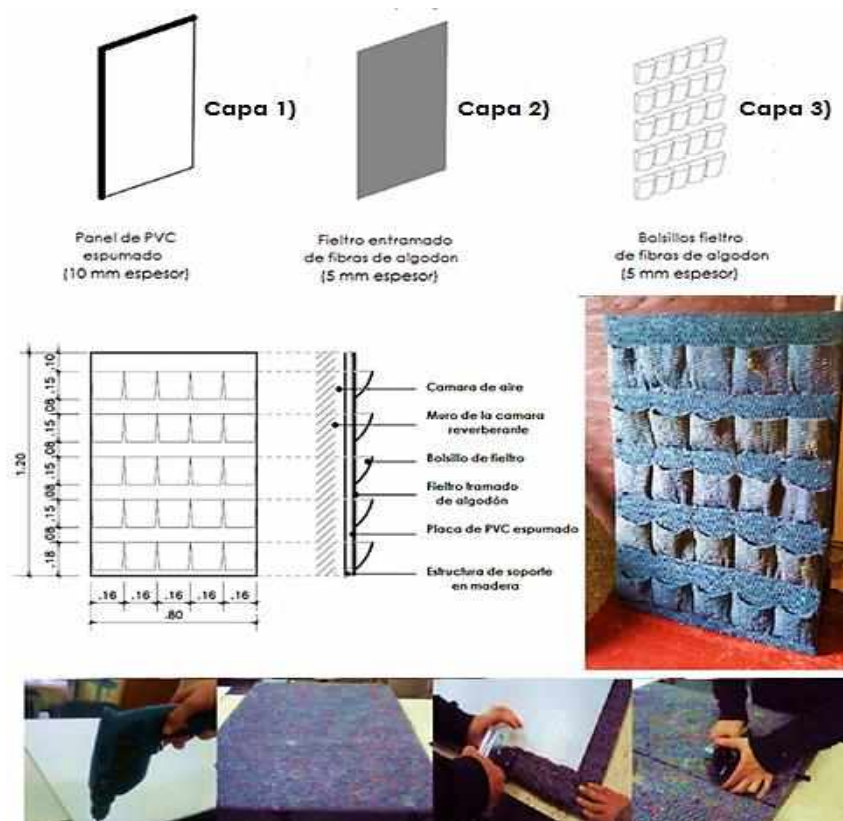 Capa 1)
Capa 2)
Capa 3)
Panel de PVC
espumado
(10 mm espesor)
Fieltro entramado
de fibras de algodon
(5 mm espesor)
Bolsillos fieltro
de fibras de algodon
(5 mm espesor)
1.20
.10
.15
.08
.15
.08
.15
.08
.15
.08
.18
Camara de aire
Muro de la camara
reverberante
Bolsillo de fieltro
Fieltro tramado
de algodón
Placa de PVC espumado
Estructura de soporte
en madera
.16 .16 .16 .16 .16
.80